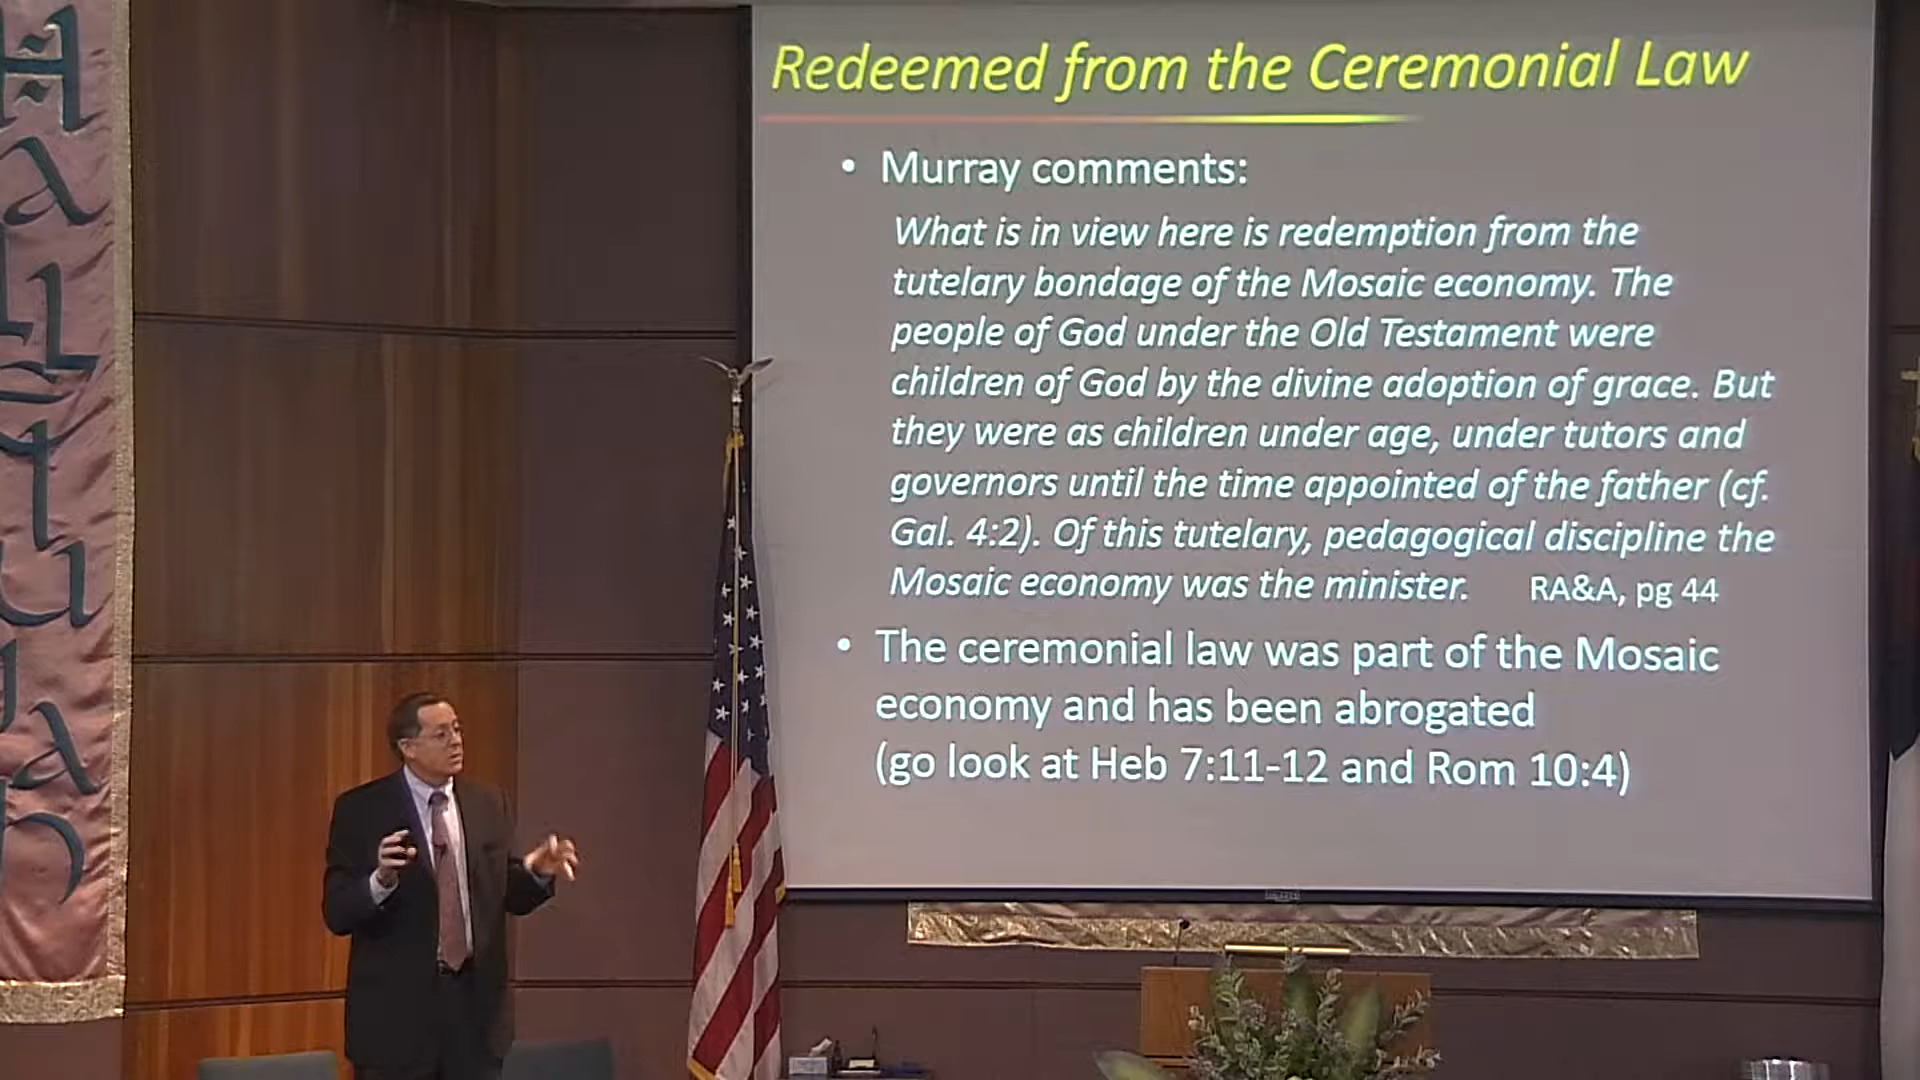 Hallelujah
Redeemed from the Ceremonial Law
• Murray comments:
What is in view here is redemption from the
tutelary bondage of the Mosaic economy. The
people of God under the Old Testament were
children of God by the divine adoption of grace. But
they were as children under age, under tutors and
governors until the time appointed of the father (cf.
Gal. 4:2). Of this tutelary, pedagogical discipline the
Mosaic economy was the minister. RA&A, pg 44
• The ceremonial law was part of the Mosaic
economy and has been abrogated
(go look at Heb 7:11-12 and Rom 10:4)